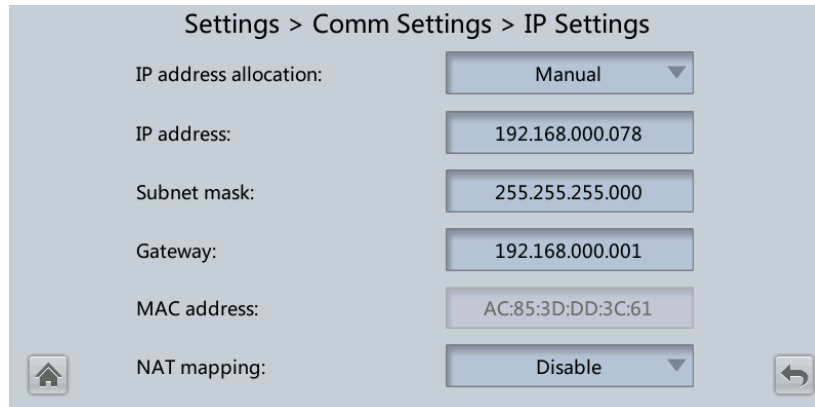 Settings > Comm Settings > IP Settings
IP address allocation: Manual
IP address: 192.168.000.078
Subnet mask: 255.255.255.000
Gateway: 192.168.000.001
MAC address: AC:85:3D:DD:3C:61
NAT mapping: Disable